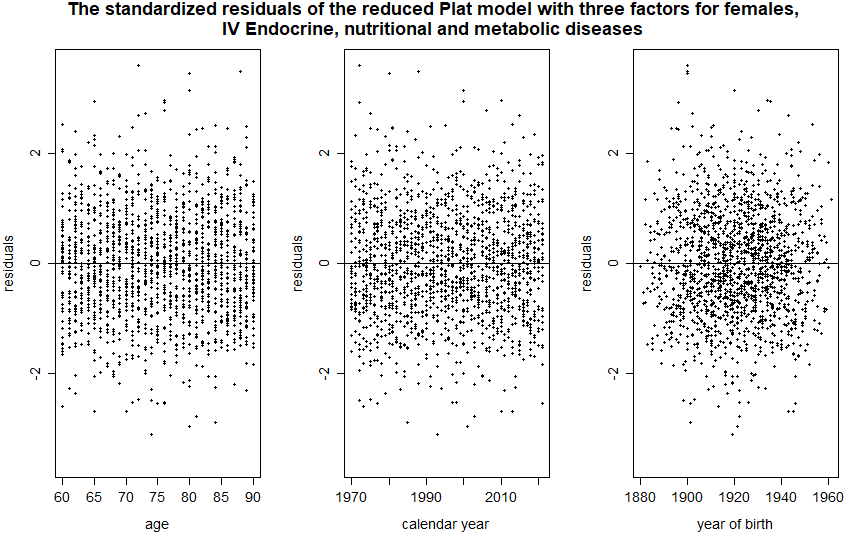 The standardized residuals of the reduced Plat model with three factors for females,
IV Endocrine, nutritional and metabolic diseases
residuals
2
0
-2
60 65 70 75 80 85 90
age
residuals
2
0
-2
1970 1990 2010
calendar year
residuals
2
0
-2
1880 1900 1920 1940 1960
year of birth